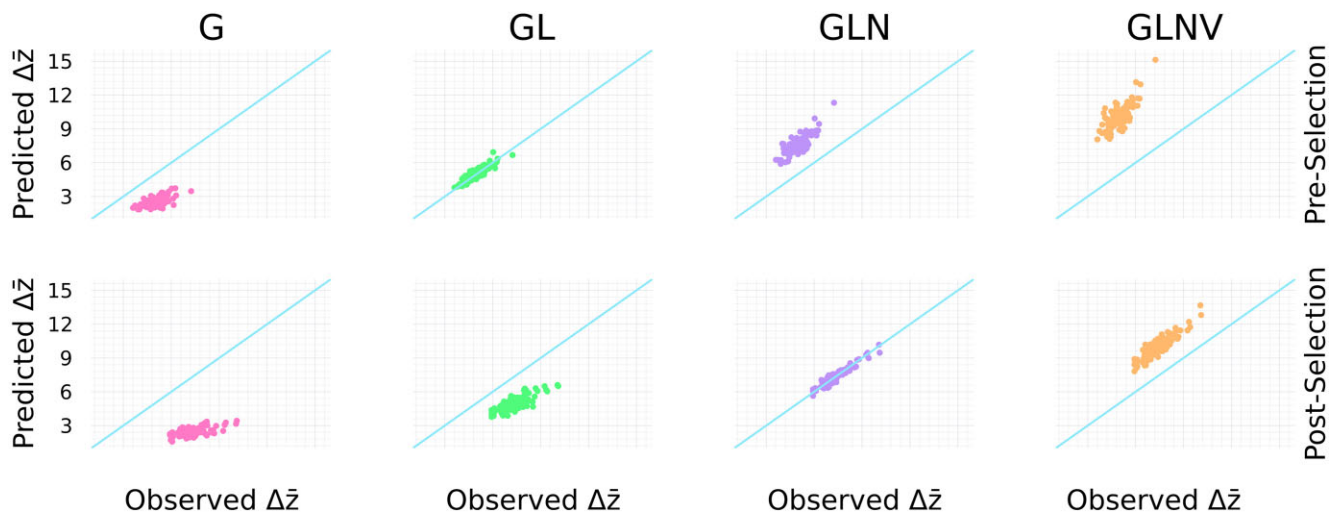 G GL GLN GLNV
Predicted Δz̄
15
12
9
6
3
Pre-Selection
Predicted Δz̄
15
12
9
6
3
Post-Selection
Observed Δz̄ Observed Δz̄ Observed Δz̄ Observed Δz̄